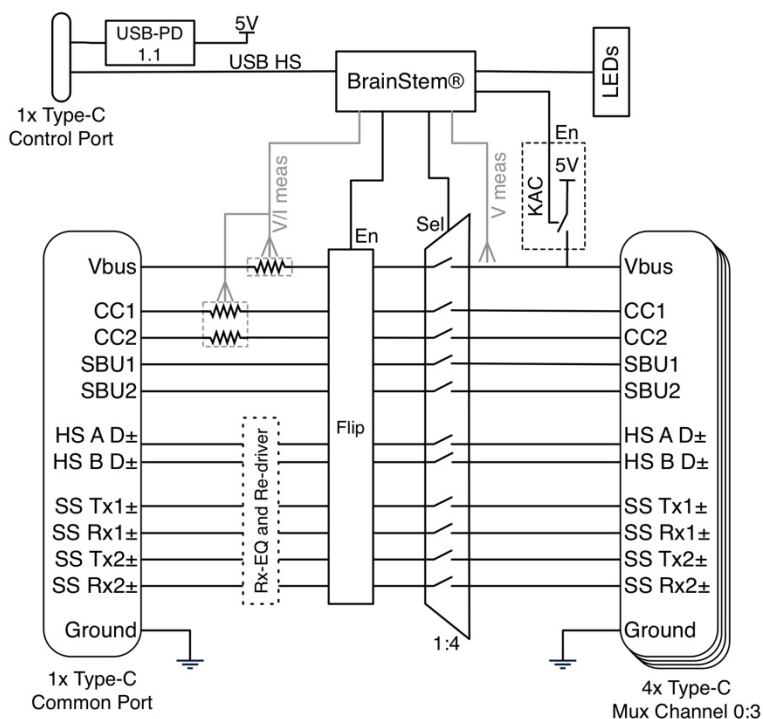 USB-PD
1.1
5V
USB HS
BrainStem®
LEDs
1x Type-C
Control Port
En
5V
KAC
V/I meas
V meas
En
Sel
Vbus
CC1
CC2
SBU1
SBU2
HS A D±
HS B D±
SS Tx1±
SS Rx1±
SS Tx2±
SS Rx2±
Ground
Rx-EQ and Re-driver
Flip
1:4
Vbus
CC1
CC2
SBU1
SBU2
HS A D±
HS B D±
SS Tx1±
SS Rx1±
SS Tx2±
SS Rx2±
Ground
1x Type-C
Common Port
4x Type-C
Mux Channel 0:3